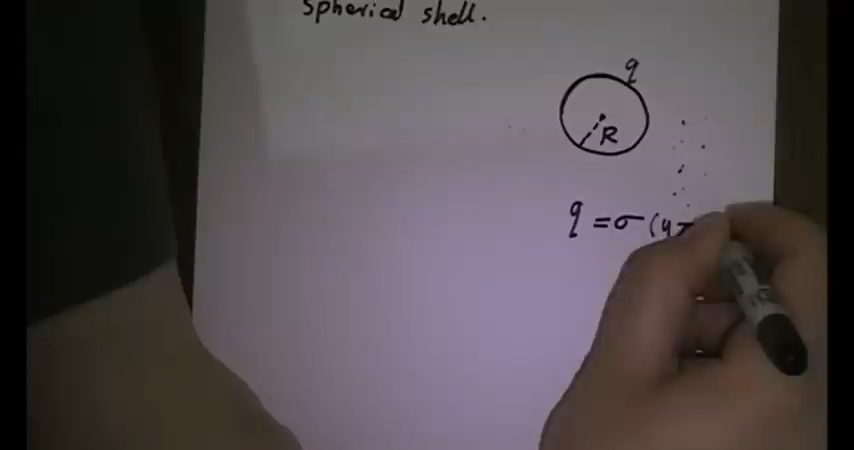 Spherical shell.
q
R
q = σ (4π